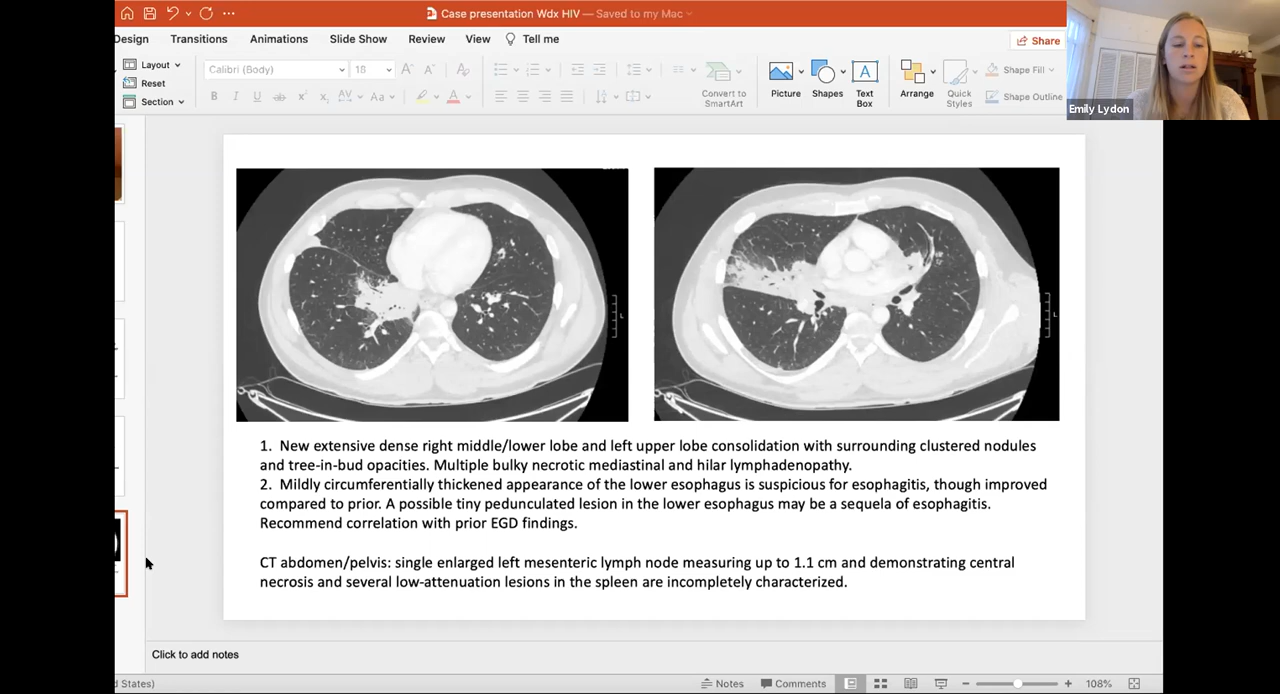 Case presentation Wdx HIV — Saved to my Mac
Design Transitions Animations Slide Show Review View Tell me
Share
Layout
Reset
Section
Calibri (Body) 18
Convert to
SmartArt
Picture
Shapes
Text
Box
Arrange
Quick
Styles
Shape Fill
Shape Outline
Emily Lydon
L
L
1. New extensive dense right middle/lower lobe and left upper lobe consolidation with surrounding clustered nodules
and tree-in-bud opacities. Multiple bulky necrotic mediastinal and hilar lymphadenopathy.
2. Mildly circumferentially thickened appearance of the lower esophagus is suspicious for esophagitis, though improved
compared to prior. A possible tiny pedunculated lesion in the lower esophagus may be a sequela of esophagitis.
Recommend correlation with prior EGD findings.
CT abdomen/pelvis: single enlarged left mesenteric lymph node measuring up to 1.1 cm and demonstrating central
necrosis and several low-attenuation lesions in the spleen are incompletely characterized.
Click to add notes
d States) Notes Comments 108%